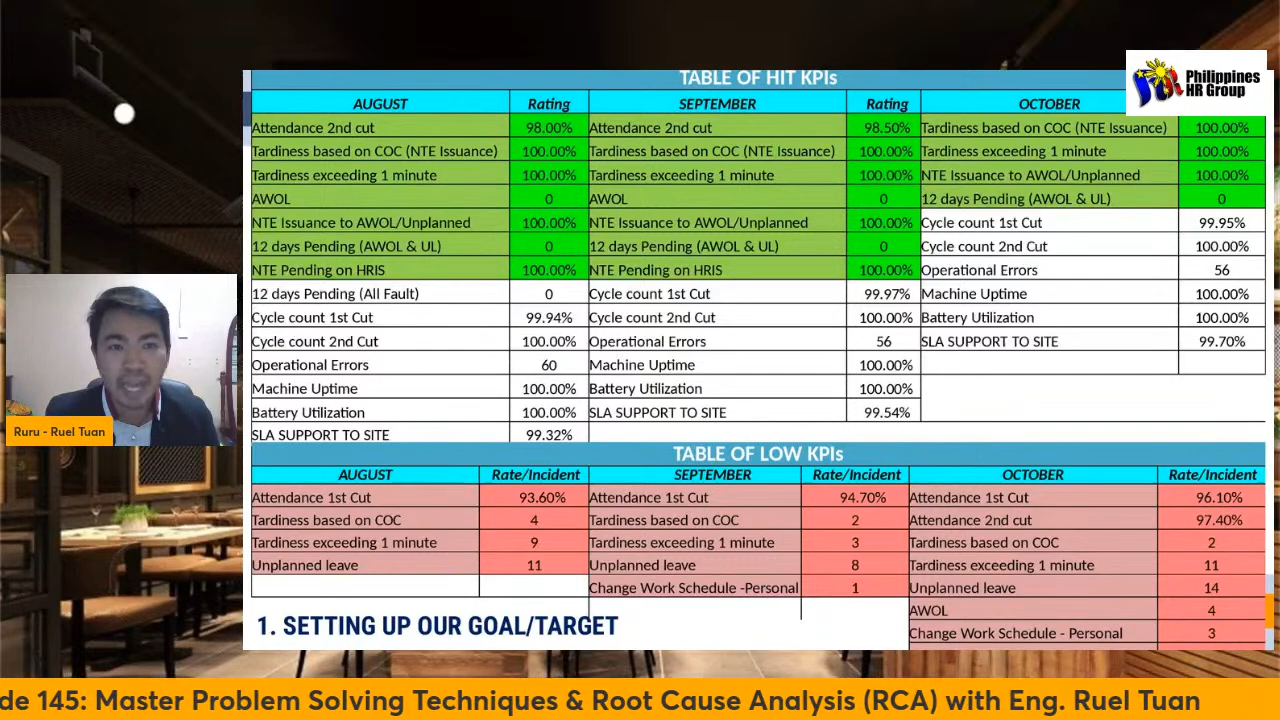 Philippines
HR Group
TABLE OF HIT KPIs
AUGUST Rating SEPTEMBER Rating OCTOBER
Attendance 2nd cut 98.00% Attendance 2nd cut 98.50% Tardiness based on COC (NTE Issuance) 100.00%
Tardiness based on COC (NTE Issuance) 100.00% Tardiness based on COC (NTE Issuance) 100.00% Tardiness exceeding 1 minute 100.00%
Tardiness exceeding 1 minute 100.00% Tardiness exceeding 1 minute 100.00% NTE Issuance to AWOL/Unplanned 100.00%
AWOL 0 AWOL 0 12 days Pending (AWOL & UL) 0
NTE Issuance to AWOL/Unplanned 100.00% NTE Issuance to AWOL/Unplanned 100.00% Cycle count 1st Cut 99.95%
12 days Pending (AWOL & UL) 0 12 days Pending (AWOL & UL) 0 Cycle count 2nd Cut 100.00%
NTE Pending on HRIS 100.00% NTE Pending on HRIS 100.00% Operational Errors 56
12 days Pending (All Fault) 0 Cycle count 1st Cut 99.97% Machine Uptime 100.00%
Cycle count 1st Cut 99.94% Cycle count 2nd Cut 100.00% Battery Utilization 100.00%
Cycle count 2nd Cut 100.00% Operational Errors 56 SLA SUPPORT TO SITE 99.70%
Operational Errors 60 Machine Uptime 100.00%
Machine Uptime 100.00% Battery Utilization 100.00%
Battery Utilization 100.00% SLA SUPPORT TO SITE 99.54%
SLA SUPPORT TO SITE 99.32%
TABLE OF LOW KPIs
AUGUST Rate/Incident SEPTEMBER Rate/Incident OCTOBER Rate/Incident
Attendance 1st Cut 93.60% Attendance 1st Cut 94.70% Attendance 1st Cut 96.10%
Tardiness based on COC 4 Tardiness based on COC 2 Attendance 2nd cut 97.40%
Tardiness exceeding 1 minute 9 Tardiness exceeding 1 minute 3 Tardiness based on COC 2
Unplanned leave 11 Unplanned leave 8 Tardiness exceeding 1 minute 11
Change Work Schedule -Personal 1 Unplanned leave 14
AWOL 4
Change Work Schedule - Personal 3
1. SETTING UP OUR GOAL/TARGET
Ruru - Ruel Tuan
de 145: Master Problem Solving Techniques & Root Cause Analysis (RCA) with Eng. Ruel Tuan